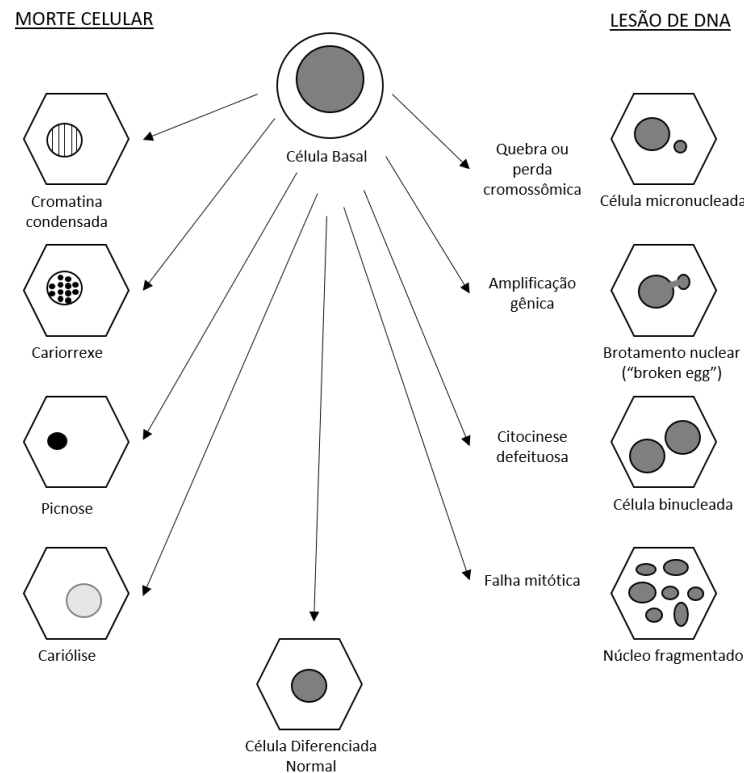 MORTE CELULAR
LESÃO DE DNA
Célula Basal
Cromatina
condensada
Quebra ou
perda
cromossômica
Célula micronucleada
Cariorrexe
Amplificação
gênica
Brotamento nuclear
(“broken egg”)
Picnose
Citocinese
defeituosa
Célula binucleada
Cariólise
Falha mitótica
Núcleo fragmentado
Célula Diferenciada
Normal